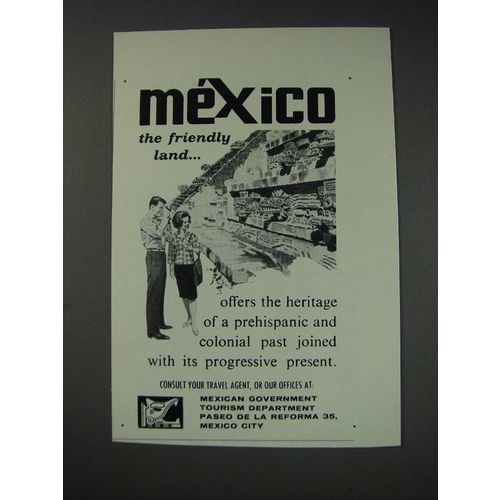 méxico
the friendly
land...
offers the heritage
of a prehispanic and
colonial past joined
with its progressive present.
CONSULT YOUR TRAVEL AGENT, OR OUR OFFICES AT:
MEXICAN GOVERNMENT
TOURISM DEPARTMENT
PASEO DE LA REFORMA 35,
MEXICO CITY